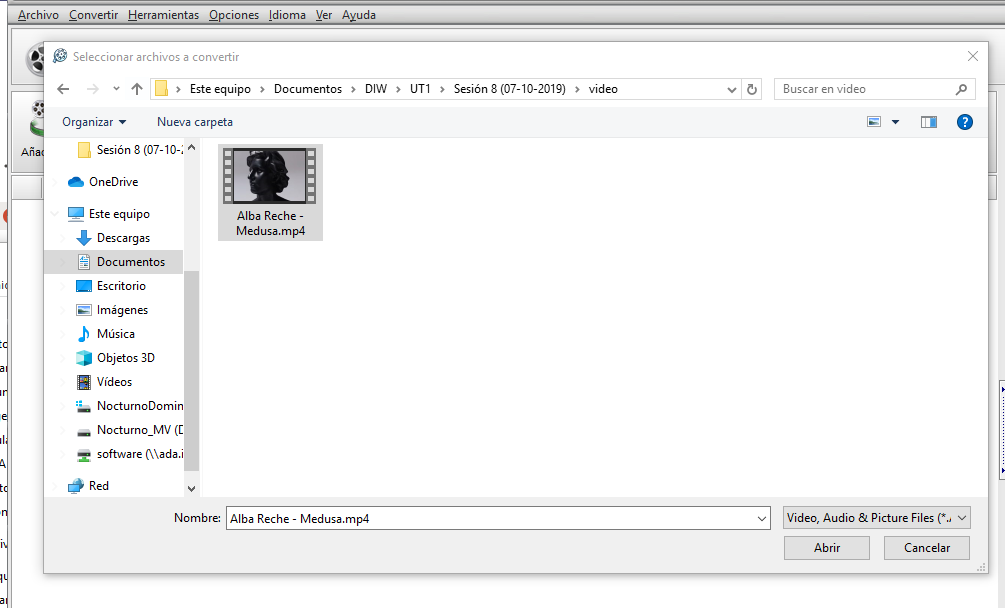 Archivo Convertir Herramientas Opciones Idioma Ver Ayuda
Seleccionar archivos a convertir
Este equipo > Documentos > DIW > UT1 > Sesión 8 (07-10-2019) > video
Buscar en video
Organizar
Nueva carpeta
Aña
Sesión 8 (07-10-2
OneDrive
Este equipo
Descargas
Documentos
Escritorio
Imágenes
Música
Objetos 3D
Vídeos
NocturnoDomin
Nocturno_MV (D
software (\\ada.i
Red
Alba Reche -
Medusa.mp4
Nombre:
Alba Reche - Medusa.mp4
Video, Audio & Picture Files (*.
Abrir
Cancelar